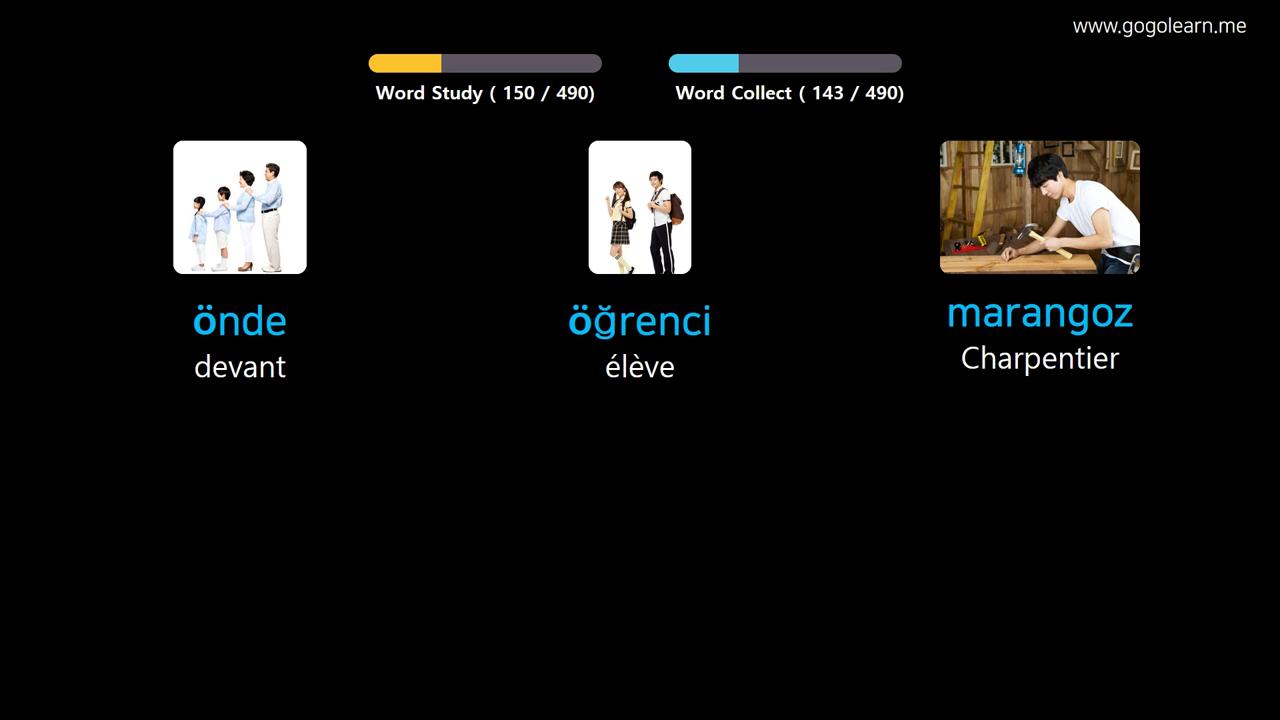 www.gogolearn.me
Word Study ( 150 / 490)
Word Collect ( 143 / 490)
önde
devant
öğrenci
élève
marangoz
Charpentier